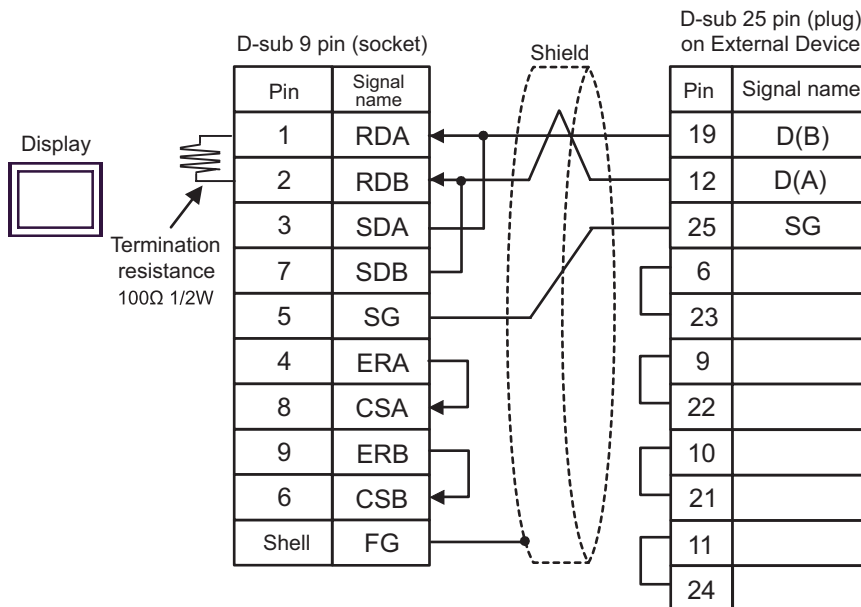 D-sub 9 pin (socket)
Shield
D-sub 25 pin (plug)
on External Device
Display
Termination
resistance
100Ω 1/2W
Pin Signal name
1 RDA
2 RDB
3 SDA
7 SDB
5 SG
4 ERA
8 CSA
9 ERB
6 CSB
Shell FG
Pin Signal name
19 D(B)
12 D(A)
25 SG
6
23
9
22
10
21
11
24